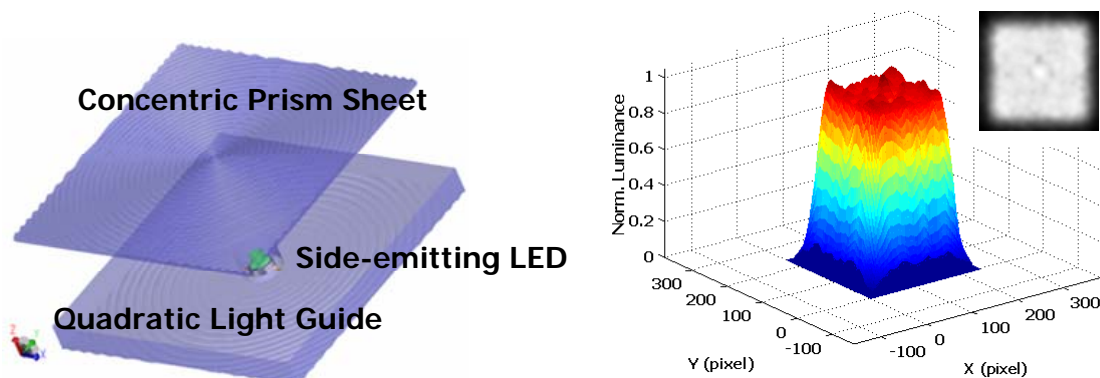 Concentric Prism Sheet
Side-emitting LED
Quadratic Light Guide
Z
Y
X
Norm. Luminance
1
0.8
0.6
0.4
0.2
0
300
200
100
0
-100
Y (pixel)
-100
0
100
200
300
X (pixel)